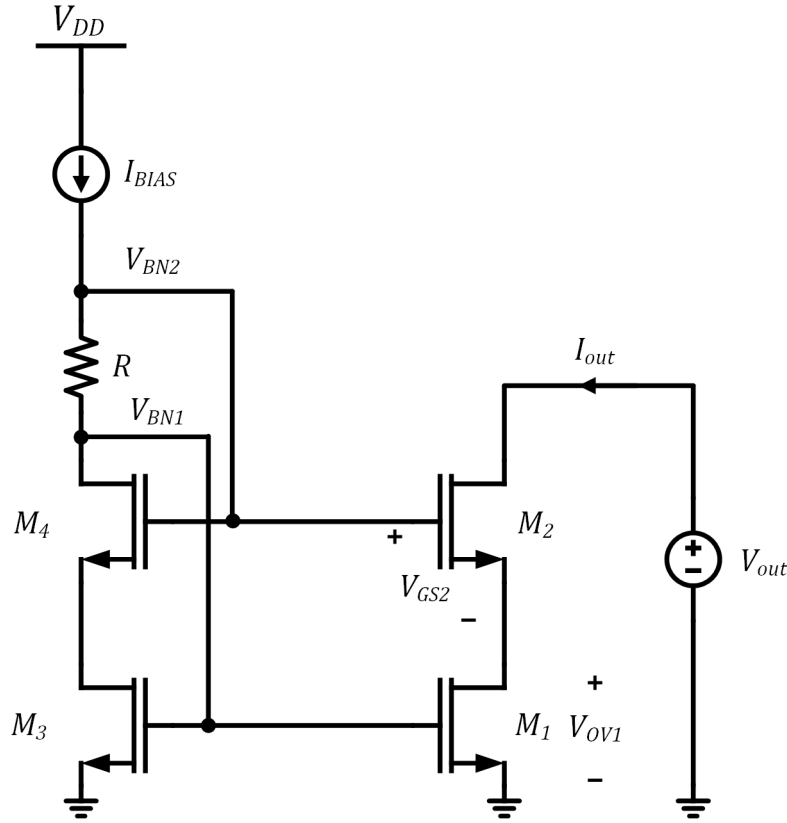 V_DD
I_BIAS
V_BN2
R
I_out
V_BN1
M_4
M_2
+
V_GS2
−
+
−
V_out
M_3
M_1
+
V_OV1
−